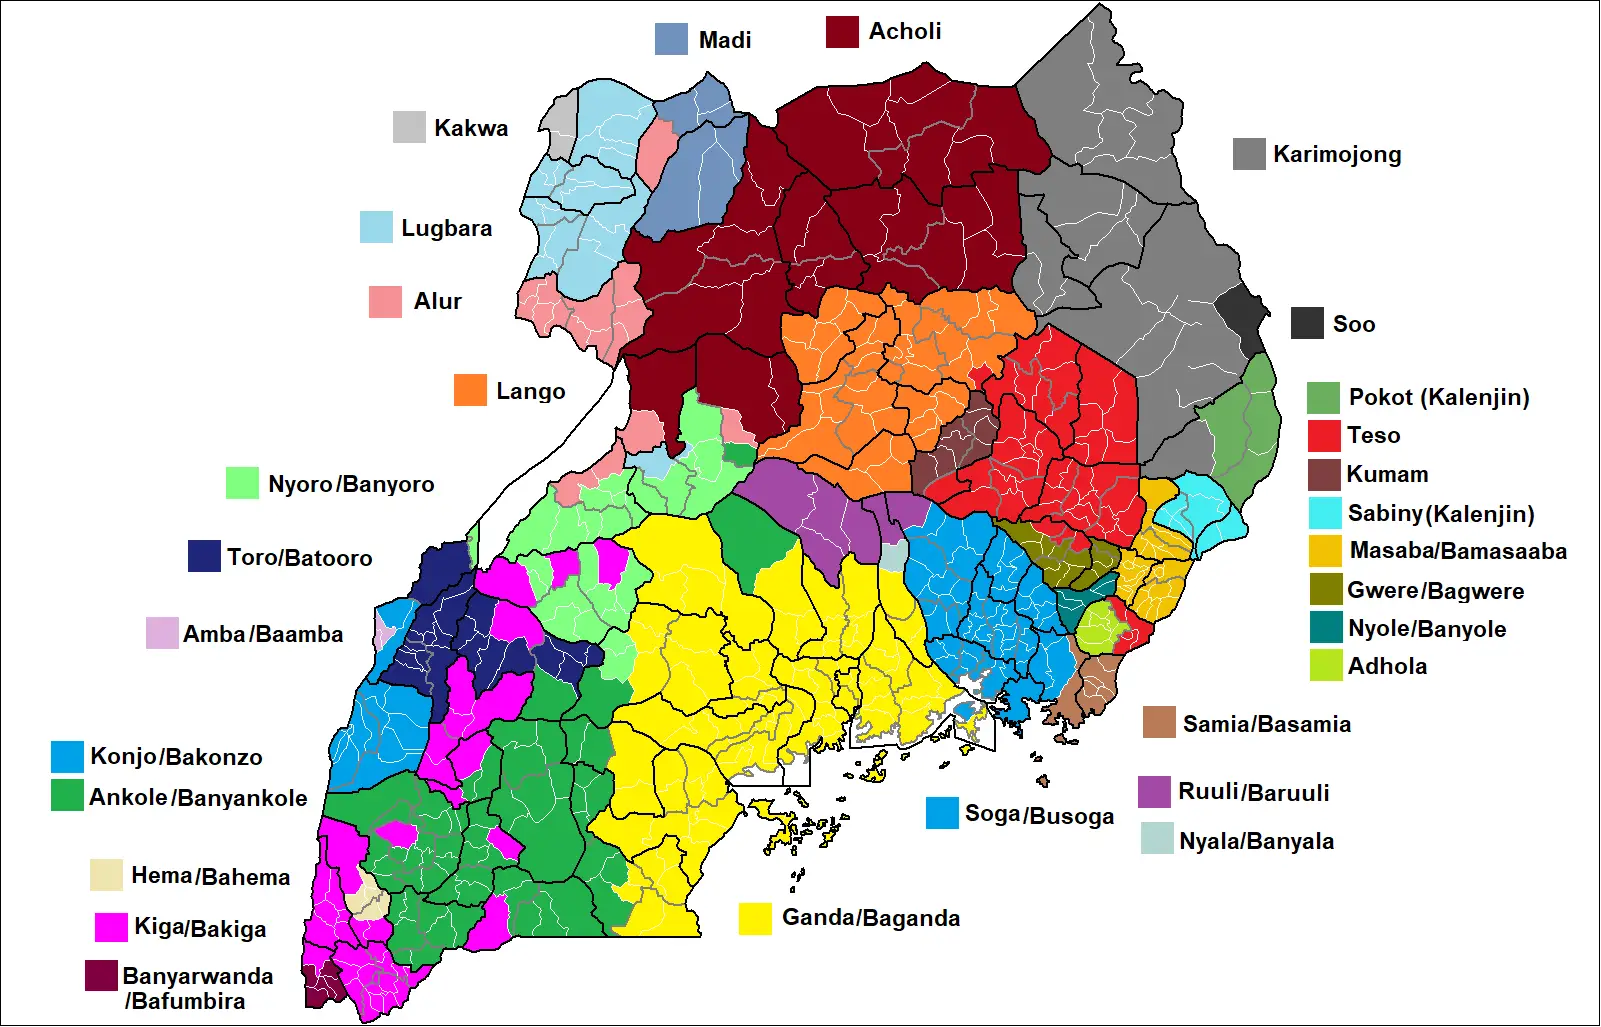 Madi
Acholi
Kakwa
Karimojong
Lugbara
Alur
Soo
Lango
Pokot (Kalenjin)
Teso
Kumam
Nyoro/Banyoro
Sabiny(Kalenjin)
Toro/Batooro
Masaba/Bamasaaba
Gwere/Bagwere
Amba/Baamba
Nyole/Banyole
Adhola
Samia/Basamia
Konjo/Bakonzo
Ankole/Banyankole
Ruuli/Baruuli
Soga/Busoga
Nyala/Banyala
Hema/Bahema
Kiga/Bakiga
Ganda/Baganda
Banyarwanda
/Bafumbira